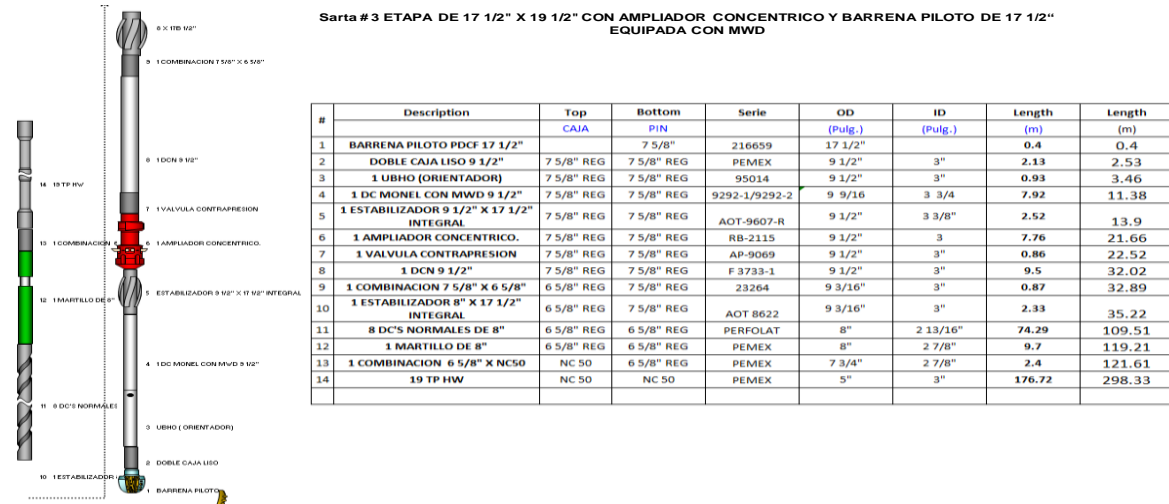 Sarta # 3 ETAPA DE 17 1/2" X 19 1/2" CON AMPLIADOR CONCENTRICO Y BARRENA PILOTO DE 17 1/2"
EQUIPADA CON MWD
8 X 17B 1/2"
9 1 COMBINACION 7 5/8" X 6 5/8"
8 1 DCN 9 1/2"
14 19 TP HW
7 1 VALVULA CONTRAPRESION
13 1 COMBINACION 6
6 1 AMPLIADOR CONCENTRICO.
5 ESTABILIZADOR 9 1/2" X 17 1/2" INTEGRAL
12 1 MARTILLO DE 8"
4 1 DC MONEL CON MWD 9 1/2"
11 8 DC'S NORMALES
3 UBHO ( ORIENTADOR)
2 DOBLE CAJA LISO
10 1 ESTABILIZADOR
1 BARRENA PILOTO
# Description Top Bottom Serie OD ID Length Length
CAJA PIN (Pulg.) (Pulg.) (m) (m)
1 BARRENA PILOTO PDCF 17 1/2" 7 5/8" 216659 17 1/2" 0.4 0.4
2 DOBLE CAJA LISO 9 1/2" 7 5/8" REG 7 5/8" REG PEMEX 9 1/2" 3" 2.13 2.53
3 1 UBHO (ORIENTADOR) 7 5/8" REG 7 5/8" REG 95014 9 1/2" 3" 0.93 3.46
4 1 DC MONEL CON MWD 9 1/2" 7 5/8" REG 7 5/8" REG 9292-1/9292-2 9 9/16 3 3/4 7.92 11.38
5 1 ESTABILIZADOR 9 1/2" X 17 1/2" INTEGRAL 7 5/8" REG 7 5/8" REG AOT-9607-R 9 1/2" 3 3/8" 2.52 13.9
6 1 AMPLIADOR CONCENTRICO. 7 5/8" REG 7 5/8" REG RB-2115 9 1/2" 3 7.76 21.66
7 1 VALVULA CONTRAPRESION 7 5/8" REG 7 5/8" REG AP-9069 9 1/2" 3" 0.86 22.52
8 1 DCN 9 1/2" 7 5/8" REG 7 5/8" REG F 3733-1 9 1/2" 3" 9.5 32.02
9 1 COMBINACION 7 5/8" X 6 5/8" 6 5/8" REG 7 5/8" REG 23264 9 3/16" 3" 0.87 32.89
10 1 ESTABILIZADOR 8" X 17 1/2" INTEGRAL 6 5/8" REG 7 5/8" REG AOT 8622 9 3/16" 3" 2.33 35.22
11 8 DC'S NORMALES DE 8" 6 5/8" REG 6 5/8" REG PERFOLAT 8" 2 13/16" 74.29 109.51
12 1 MARTILLO DE 8" 6 5/8" REG 6 5/8" REG PEMEX 8" 2 7/8" 9.7 119.21
13 1 COMBINACION 6 5/8" X NC50 NC 50 6 5/8" REG PEMEX 7 3/4" 2 7/8" 2.4 121.61
14 19 TP HW NC 50 NC 50 PEMEX 5" 3" 176.72 298.33